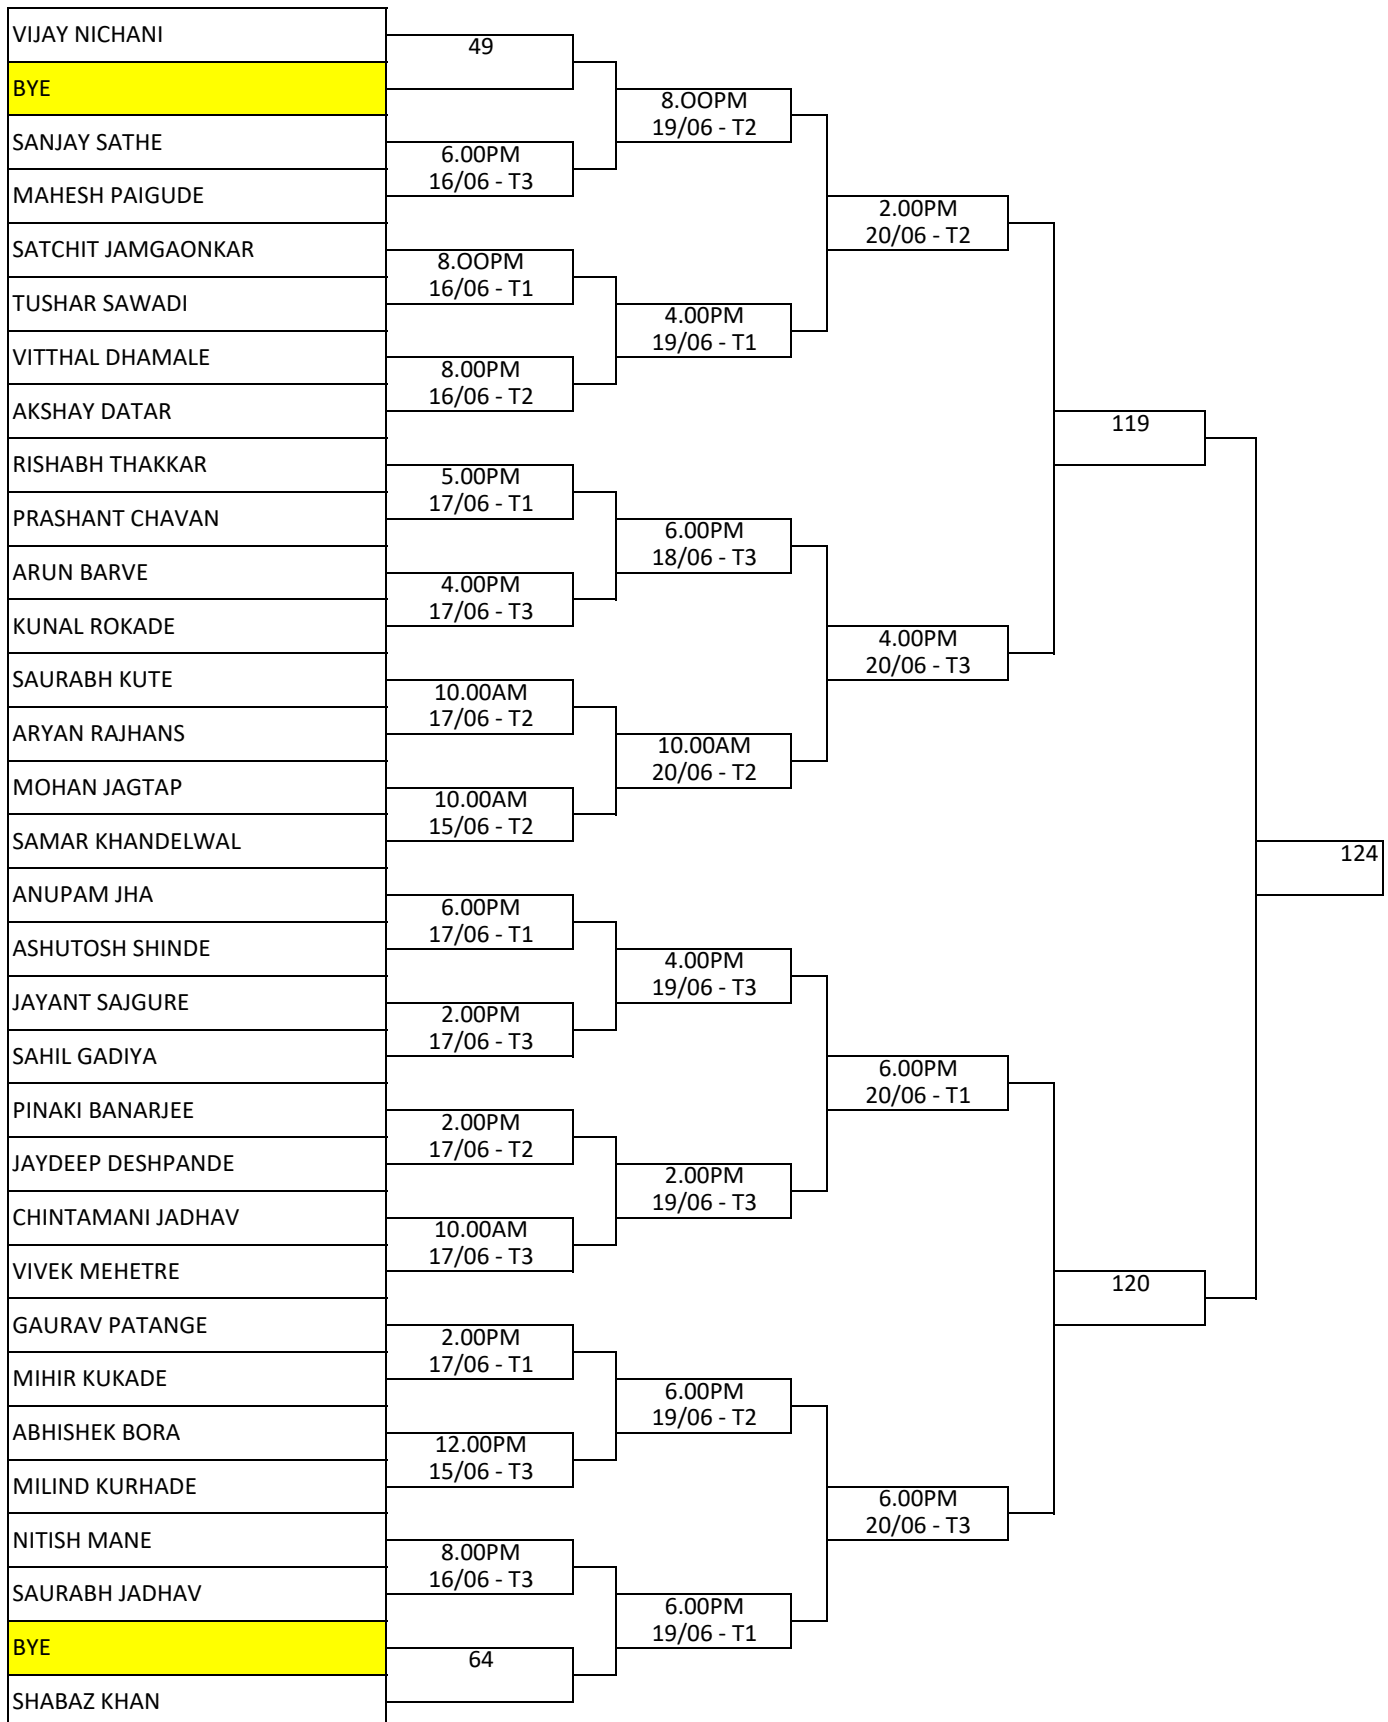 VIJAY NICHANI
49
BYE
8.OOPM
19/06 - T2
SANJAY SATHE
6.00PM
16/06 - T3
MAHESH PAIGUDE
2.00PM
20/06 - T2
SATCHIT JAMGAONKAR
8.OOPM
16/06 - T1
TUSHAR SAWADI
4.00PM
19/06 - T1
VITTHAL DHAMALE
8.00PM
16/06 - T2
AKSHAY DATAR
119
RISHABH THAKKAR
5.00PM
17/06 - T1
PRASHANT CHAVAN
6.00PM
18/06 - T3
ARUN BARVE
4.00PM
17/06 - T3
KUNAL ROKADE
4.00PM
20/06 - T3
SAURABH KUTE
10.00AM
17/06 - T2
ARYAN RAJHANS
10.00AM
20/06 - T2
MOHAN JAGTAP
10.00AM
15/06 - T2
SAMAR KHANDELWAL
124
ANUPAM JHA
6.00PM
17/06 - T1
ASHUTOSH SHINDE
4.00PM
19/06 - T3
JAYANT SAJGURE
2.00PM
17/06 - T3
SAHIL GADIYA
6.00PM
20/06 - T1
PINAKI BANARJEE
2.00PM
17/06 - T2
JAYDEEP DESHPANDE
2.00PM
19/06 - T3
CHINTAMANI JADHAV
10.00AM
17/06 - T3
VIVEK MEHETRE
120
GAURAV PATANGE
2.00PM
17/06 - T1
MIHIR KUKADE
6.00PM
19/06 - T2
ABHISHEK BORA
12.00PM
15/06 - T3
MILIND KURHADE
6.00PM
20/06 - T3
NITISH MANE
8.00PM
16/06 - T3
SAURABH JADHAV
6.00PM
19/06 - T1
BYE
64
SHABAZ KHAN